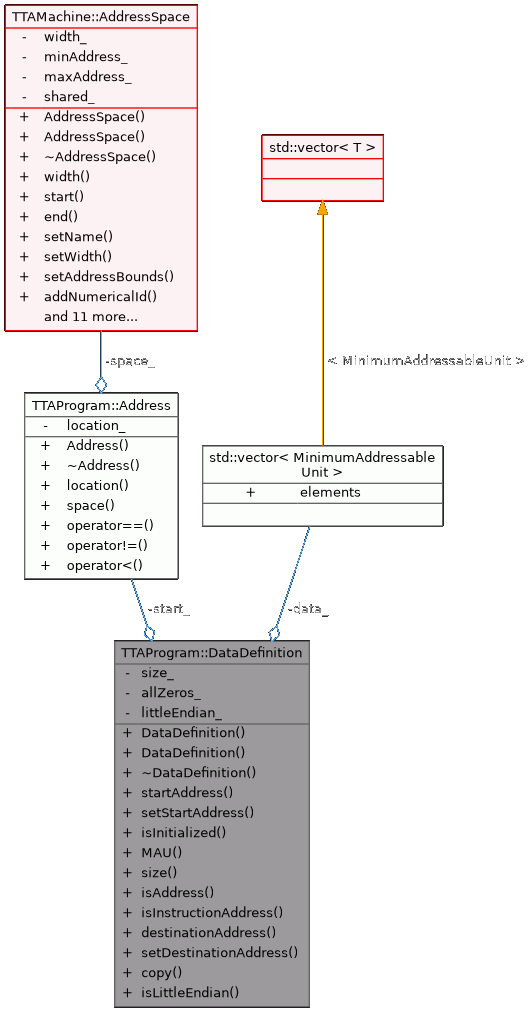 TTAMachine::AddressSpace
- width_
- minAddress_
- maxAddress_
- shared_
+ AddressSpace()
+ AddressSpace()
+ ~AddressSpace()
+ width()
+ start()
+ end()
+ setName()
+ setWidth()
+ setAddressBounds()
+ addNumericalId()
and 11 more...
std::vector< T >
-space_
< MinimumAddressableUnit >
TTAProgram::Address
- location_
+ Address()
+ ~Address()
+ location()
+ space()
+ operator==()
+ operator!=()
+ operator<()
std::vector< MinimumAddressable
Unit >
+ elements
-start_
-data_
TTAProgram::DataDefinition
- size_
- allZeros_
- littleEndian_
+ DataDefinition()
+ DataDefinition()
+ ~DataDefinition()
+ startAddress()
+ setStartAddress()
+ isInitialized()
+ MAU()
+ size()
+ isAddress()
+ isInstructionAddress()
+ destinationAddress()
+ setDestinationAddress()
+ copy()
+ isLittleEndian()